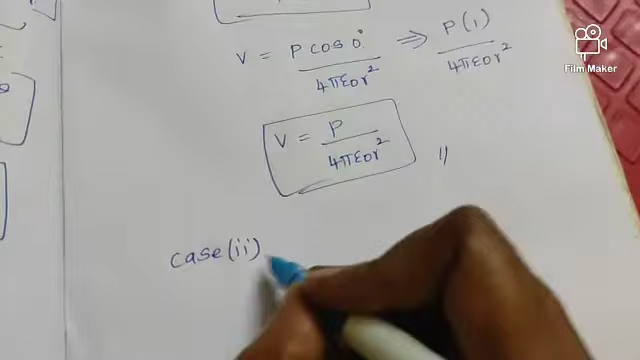 V = P cos 0° / 4πε0r² ⇒ P(1) / 4πε0r²
V = P / 4πε0r² //
case(ii)
Film Maker